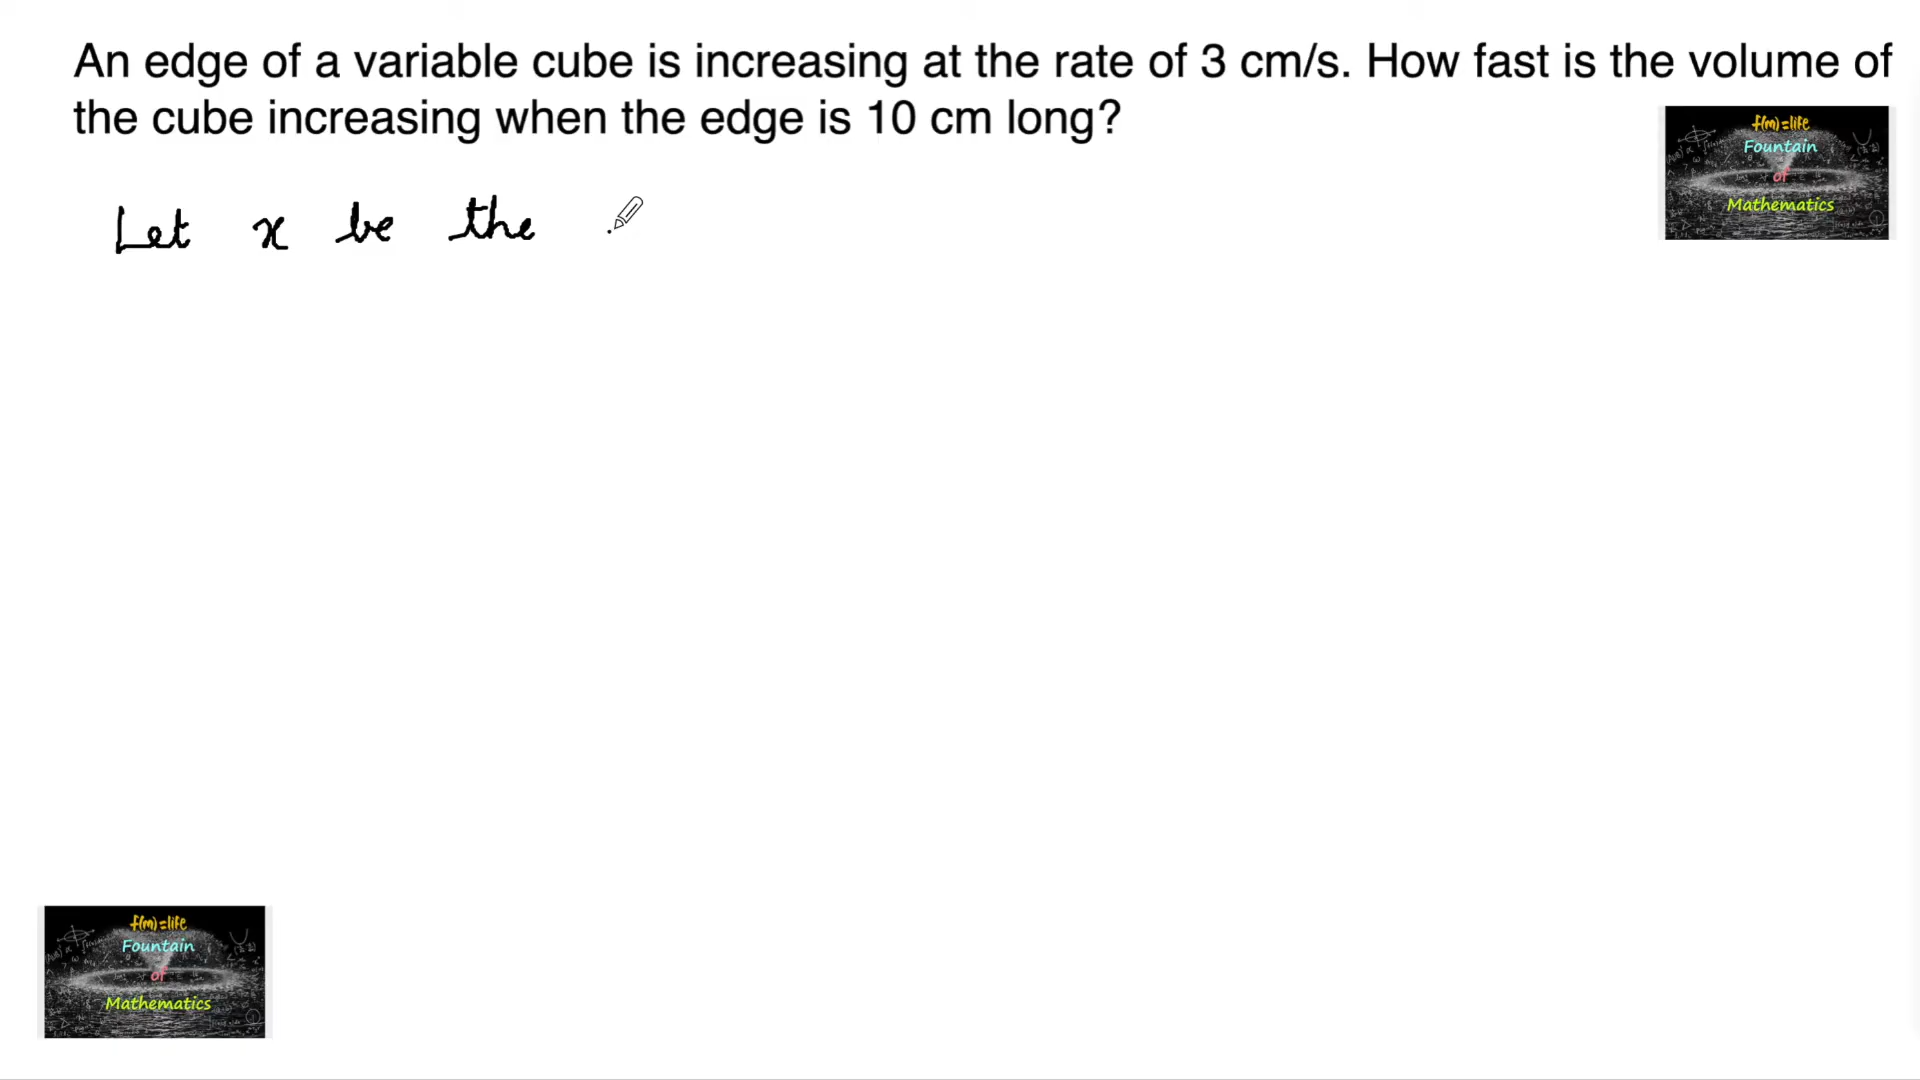 An edge of a variable cube is increasing at the rate of 3 cm/s. How fast is the volume of
the cube increasing when the edge is 10 cm long?
f(m)=life
Fountain
of
Mathematics
Let x be the
f(m)=life
Fountain
of
Mathematics